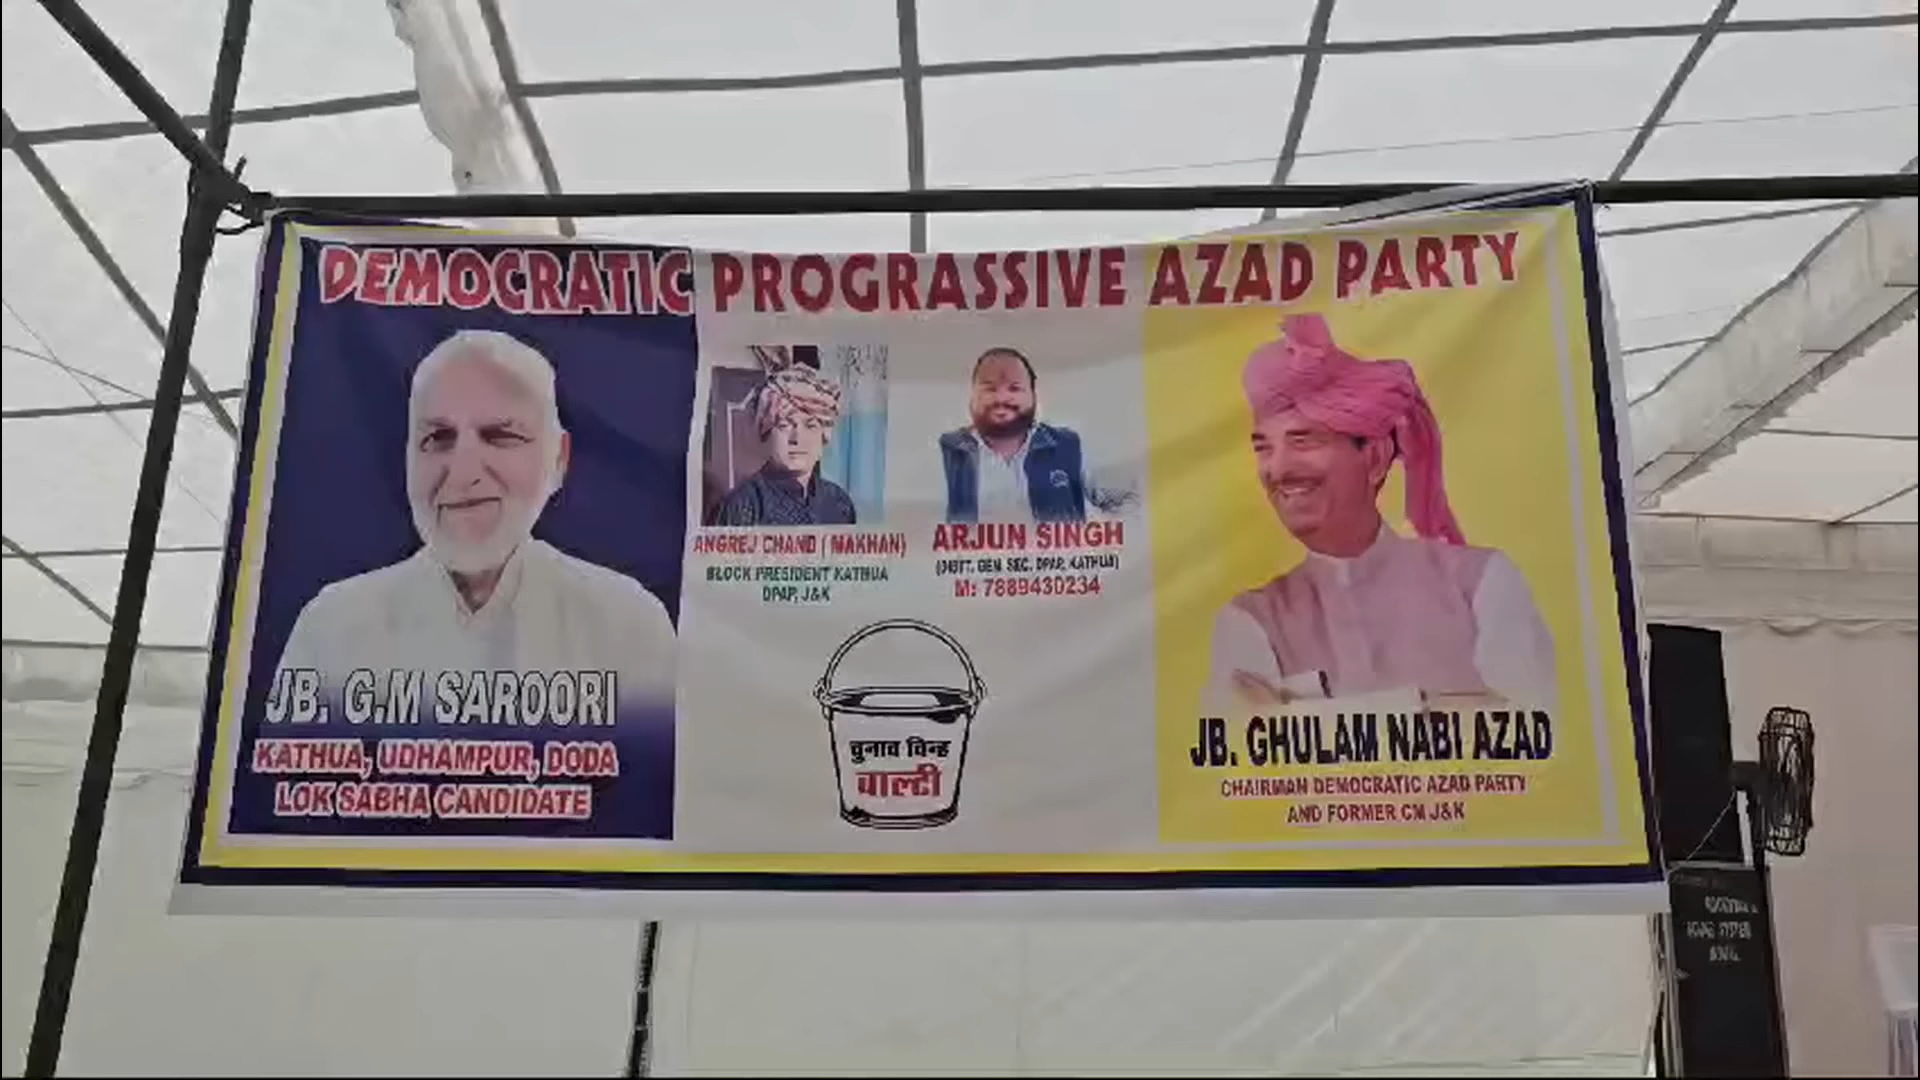 DEMOCRATIC PROGRASSIVE AZAD PARTY
ANGREJ CHAND (MAKHAN)
BLOCK PRESIDENT KATHUA
DPAP, J&K
ARJUN SINGH
(DISTT. GEN. SEC. DPAP, KATHUA)
M: 7889430234
JB. G.M SAROORI
KATHUA, UDHAMPUR, DODA
LOK SABHA CANDIDATE
चुनाव चिन्ह
बाल्टी
JB. GHULAM NABI AZAD
CHAIRMAN DEMOCRATIC AZAD PARTY
AND FORMER CM J&K